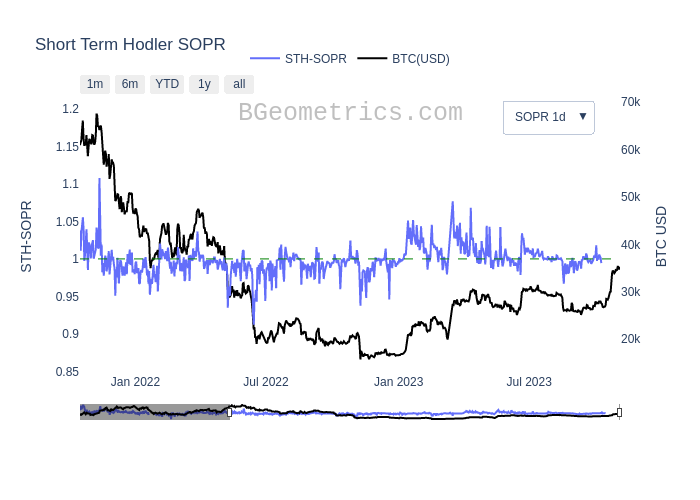 Short Term Hodler SOPR
STH-SOPR BTC(USD)
1m 6m YTD 1y all
BGeometrics.com
SOPR 1d ▼
1.2
1.15
1.1
1.05
1
0.95
0.9
0.85
STH-SOPR
70k
60k
50k
40k
30k
20k
BTC USD
Jan 2022 Jul 2022 Jan 2023 Jul 2023